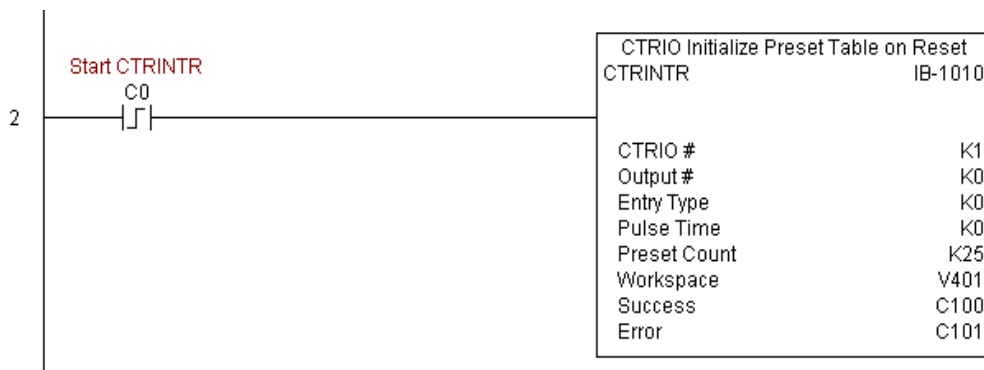 CTRIO Initialize Preset Table on Reset
CTRINTR IB-1010
Start CTRINTR
C0
2
CTRIO # K1
Output # K0
Entry Type K0
Pulse Time K0
Preset Count K25
Workspace V401
Success C100
Error C101